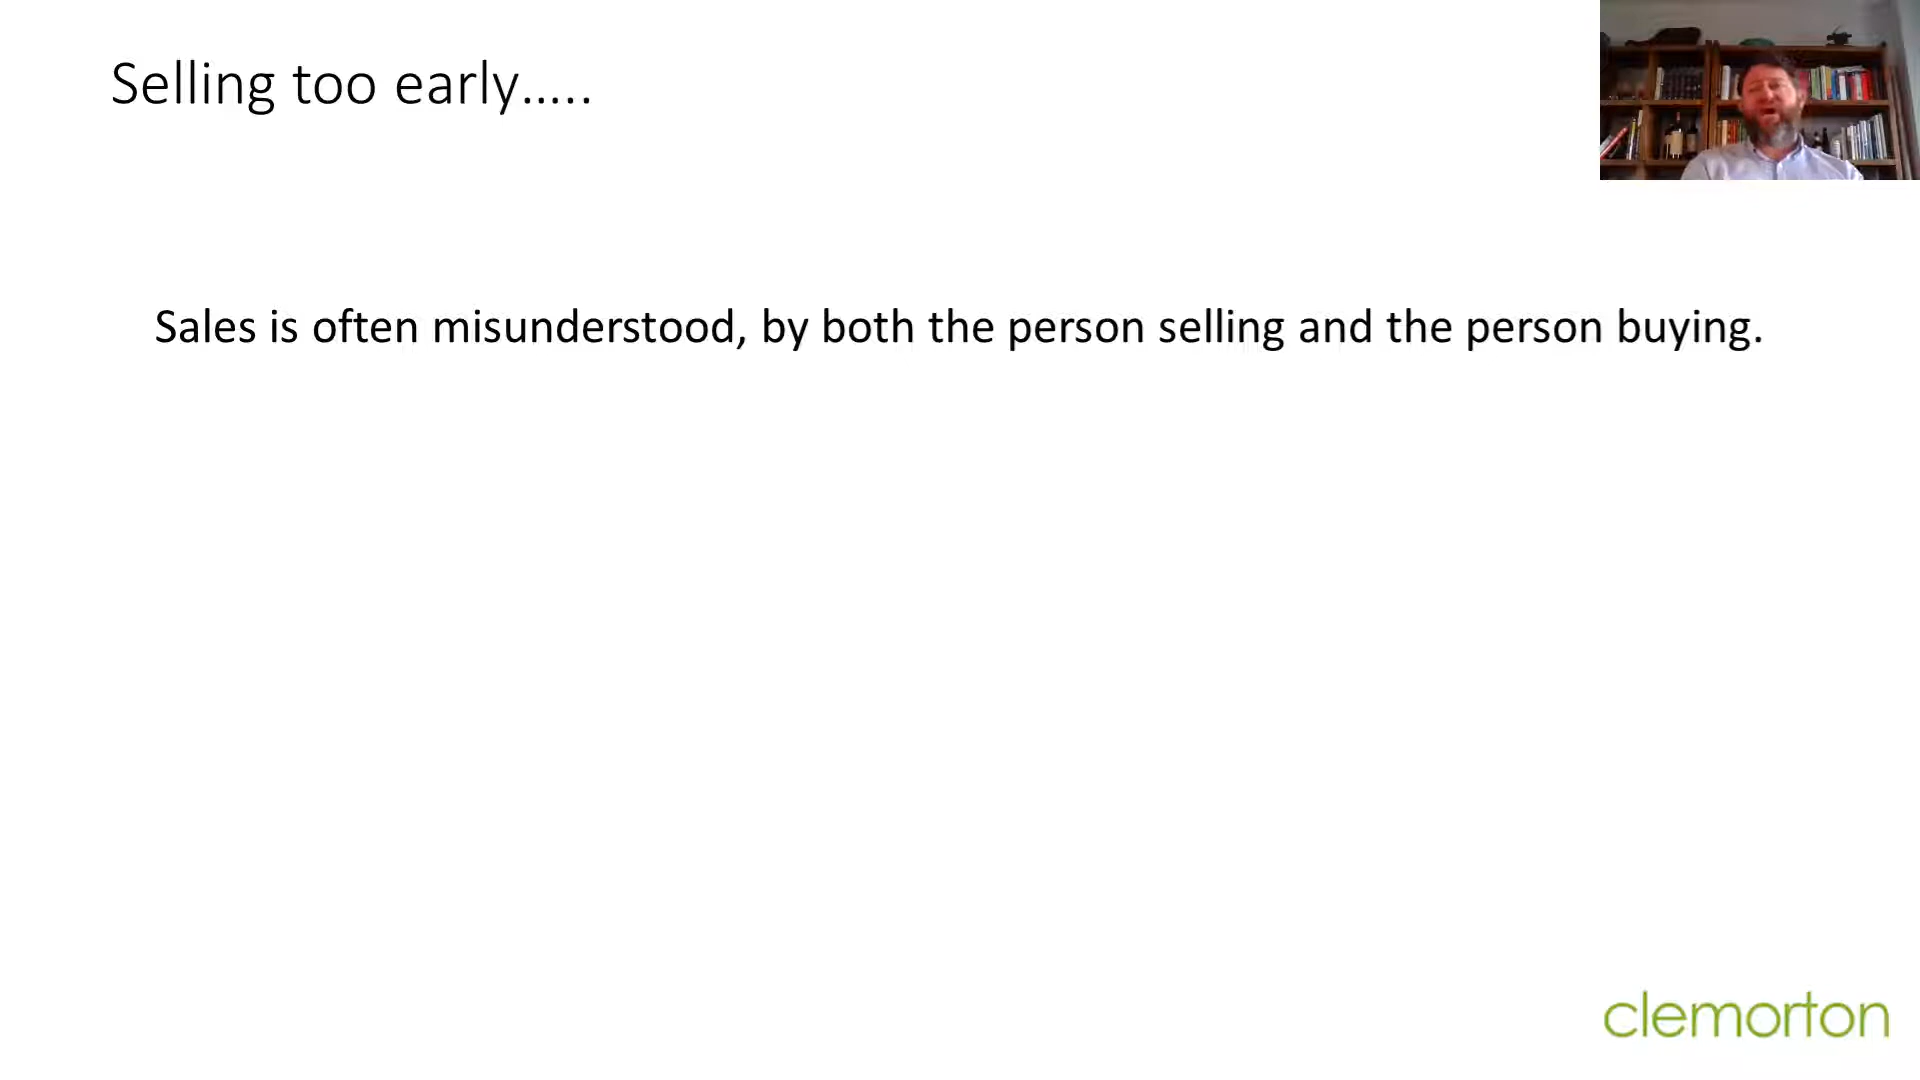 Selling too early.....
Sales is often misunderstood, by both the person selling and the person buying.
clemorton